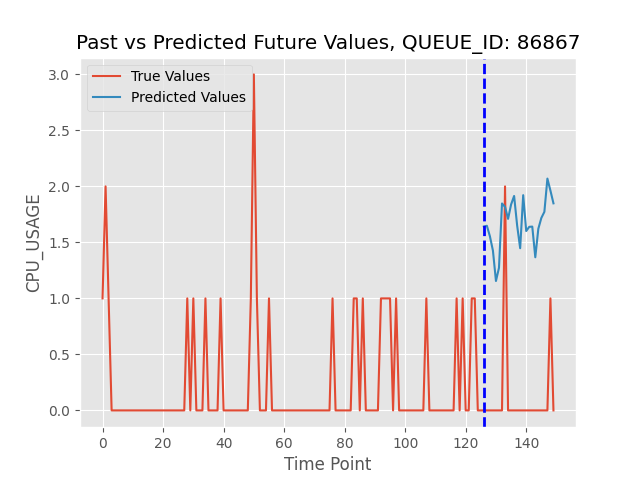 Past vs Predicted Future Values, QUEUE_ID: 86867
True Values
Predicted Values
3.0
2.5
2.0
1.5
1.0
0.5
0.0
CPU_USAGE
0 20 40 60 80 100 120 140
Time Point